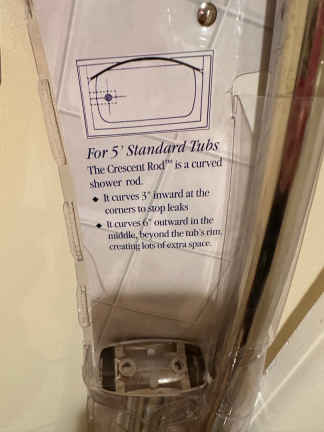 For 5' Standard Tubs
The Crescent Rod™ is a curved
shower rod.
◆ It curves 3" inward at the
corners to stop leaks
◆ It curves 6" outward in the
middle, beyond the tub's rim,
creating lots of extra space.